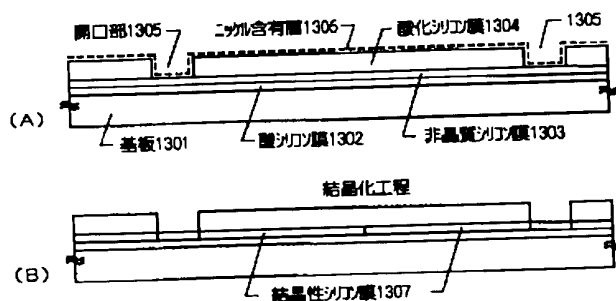 開口部1305
ニッケル含有層1306
酸化シリコン膜1304
1305
(A)
基板1301
酸シリコン膜1302
非晶質シリコン膜1303
結晶化工程
(B)
結晶性シリコン膜1307